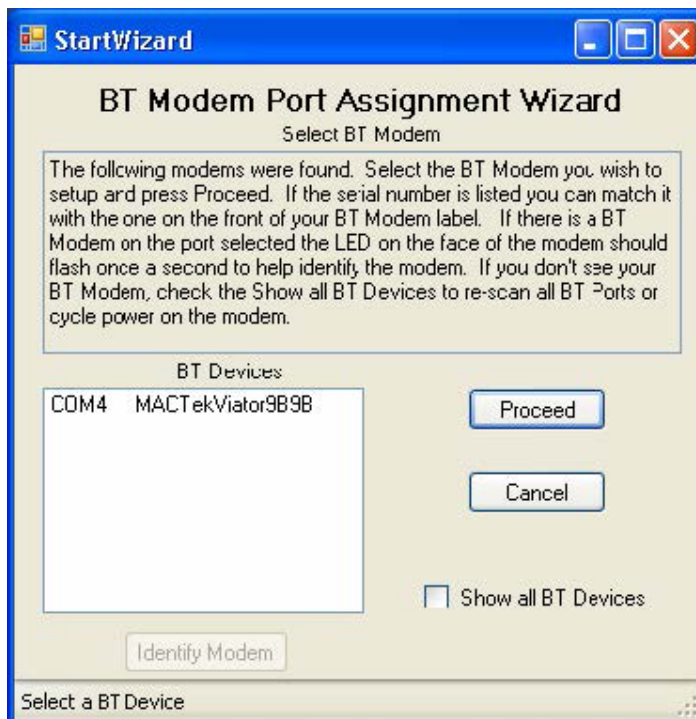 StartWizard
BT Modem Port Assignment Wizard
Select BT Modem
The following modems were found. Select the BT Modem you wish to
setup and press Proceed. If the serial number is listed you can match it
with the one on the front of your BT Modem label. If there is a BT
Modem on the port selected the LED on the face of the modem should
flash once a second to help identify the modem. If you don't see your
BT Modem, check the Show all BT Devices to re-scan all BT Ports or
cycle power on the modem.
BT Devices
COM4 MACTekViator9B9B
Proceed
Cancel
Show all BT Devices
Identify Modem
Select a BT Device